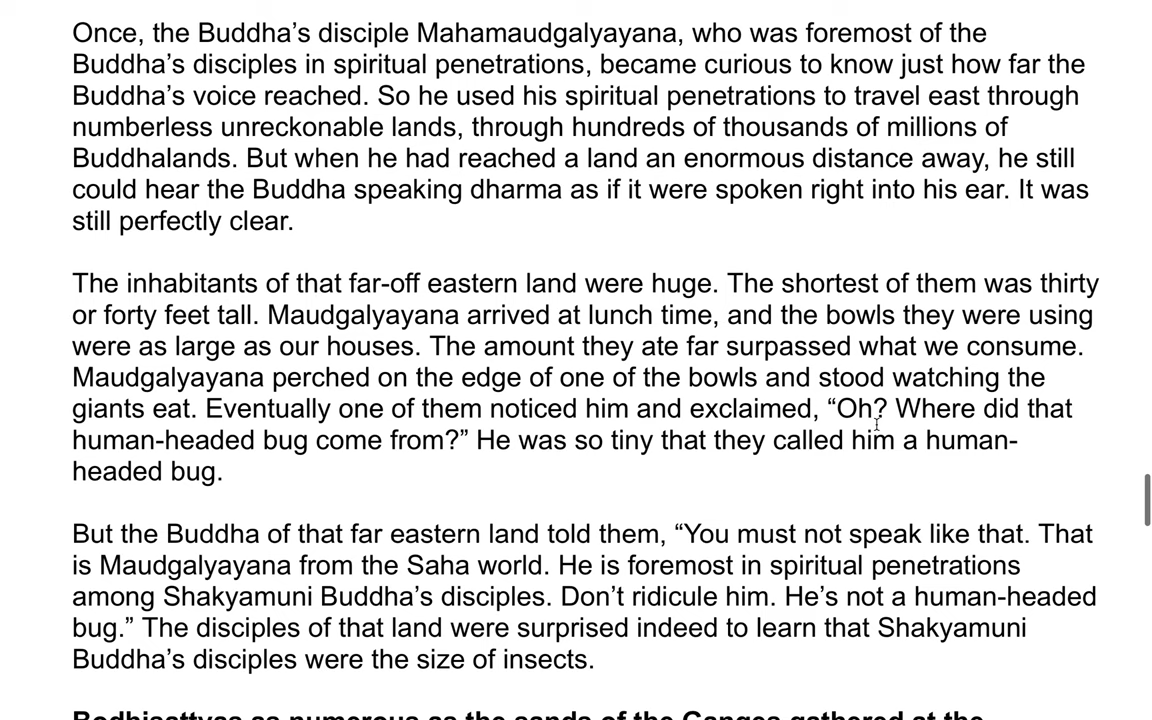 Once, the Buddha’s disciple Mahamaudgalyayana, who was foremost of the
Buddha’s disciples in spiritual penetrations, became curious to know just how far the
Buddha’s voice reached. So he used his spiritual penetrations to travel east through
numberless unreckonable lands, through hundreds of thousands of millions of
Buddhalands. But when he had reached a land an enormous distance away, he still
could hear the Buddha speaking dharma as if it were spoken right into his ear. It was
still perfectly clear.
The inhabitants of that far-off eastern land were huge. The shortest of them was thirty
or forty feet tall. Maudgalyayana arrived at lunch time, and the bowls they were using
were as large as our houses. The amount they ate far surpassed what we consume.
Maudgalyayana perched on the edge of one of the bowls and stood watching the
giants eat. Eventually one of them noticed him and exclaimed, “Oh? Where did that
human-headed bug come from?” He was so tiny that they called him a human-
headed bug.
But the Buddha of that far eastern land told them, “You must not speak like that. That
is Maudgalyayana from the Saha world. He is foremost in spiritual penetrations
among Shakyamuni Buddha’s disciples. Don’t ridicule him. He’s not a human-headed
bug.” The disciples of that land were surprised indeed to learn that Shakyamuni
Buddha’s disciples were the size of insects.
Bodhisattvas as numerous as the sands of the Ganges gathered at the